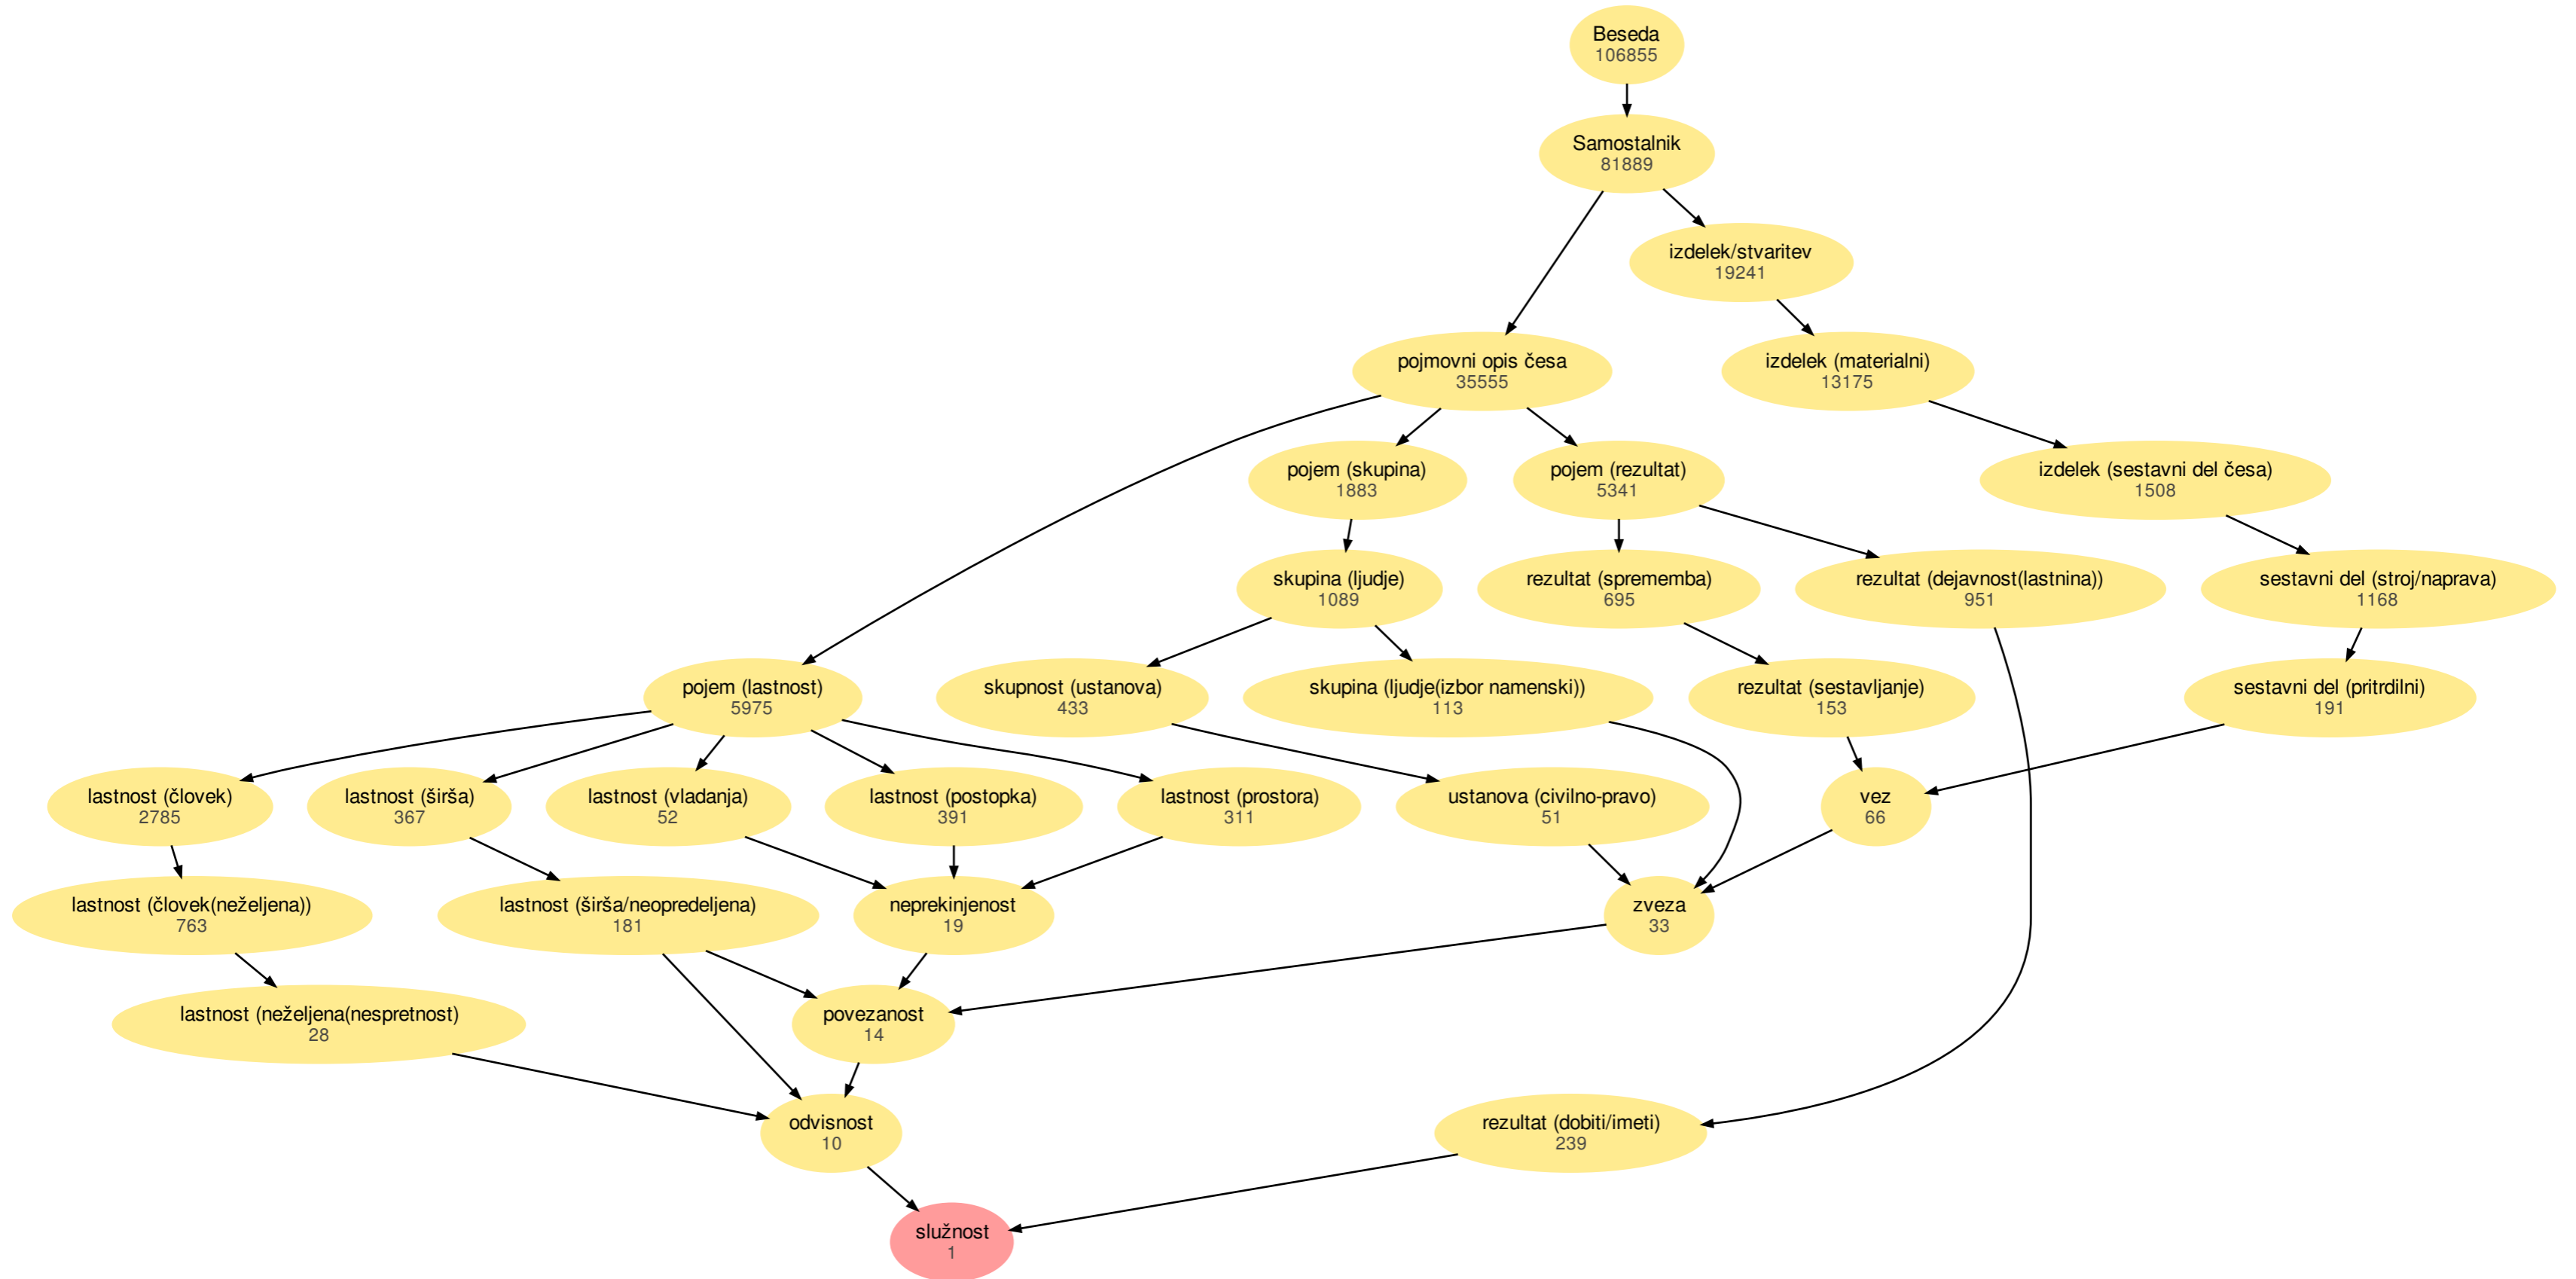 Beseda
106855
Samostalnik
81889
izdelek/stvaritev
19241
pojmovni opis česa
35555
izdelek (materialni)
13175
pojem (skupina)
1883
pojem (rezultat)
5341
izdelek (sestavni del česa)
1508
skupina (ljudje)
1089
rezultat (sprememba)
695
rezultat (dejavnost(lastnina))
951
sestavni del (stroj/naprava)
1168
pojem (lastnost)
5975
skupnost (ustanova)
433
skupina (ljudje(izbor namenski))
113
rezultat (sestavljanje)
153
sestavni del (pritrdilni)
191
lastnost (človek)
2785
lastnost (širša)
367
lastnost (vladanja)
52
lastnost (postopka)
391
lastnost (prostora)
311
ustanova (civilno-pravo)
51
vez
66
lastnost (človek(neželjena))
763
lastnost (širša/neopredeljena)
181
neprekinjenost
19
zveza
33
lastnost (neželjena(nespretnost)
28
povezanost
14
odvisnost
10
rezultat (dobiti/imeti)
239
služnost
1